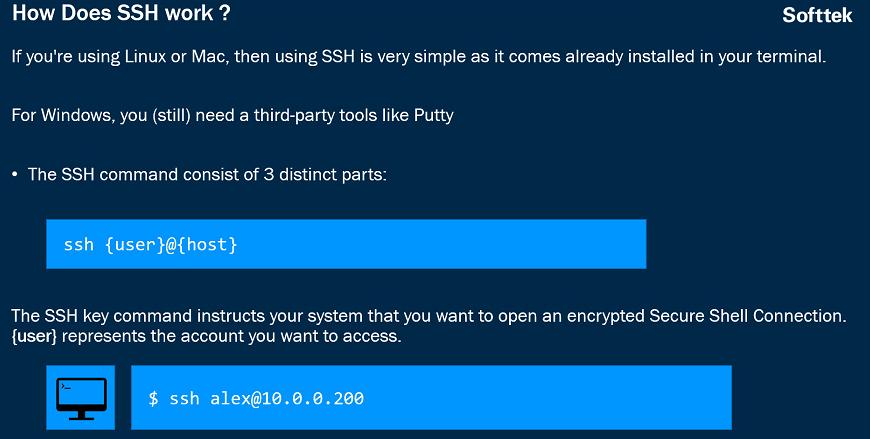 How Does SSH work ?
Softtek
If you're using Linux or Mac, then using SSH is very simple as it comes already installed in your terminal.
For Windows, you (still) need a third-party tools like Putty
• The SSH command consist of 3 distinct parts:
ssh {user}@{host}
The SSH key command instructs your system that you want to open an encrypted Secure Shell Connection.
{user} represents the account you want to access.
$ ssh alex@10.0.0.200